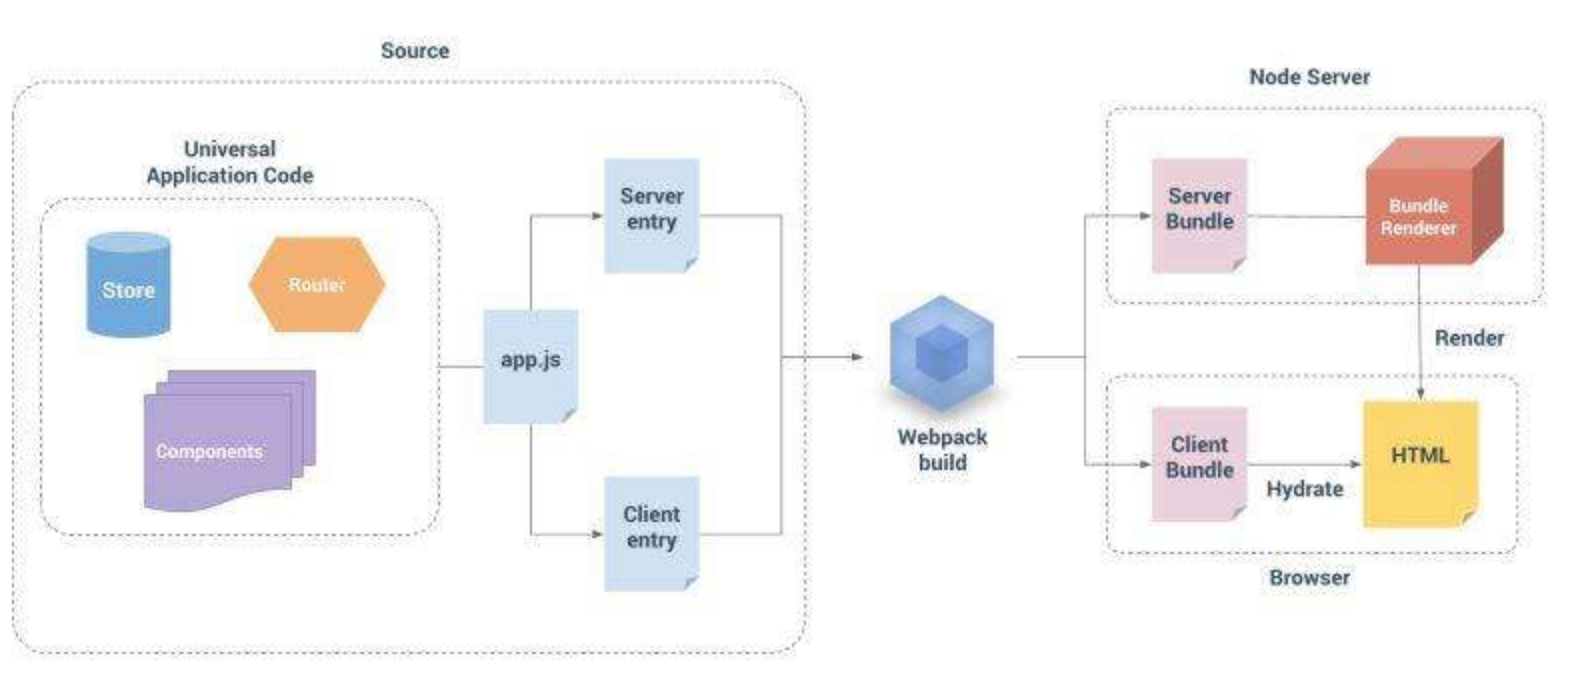 Source
Universal
Application Code
Store
Router
Components
app.js
Server
entry
Client
entry
Webpack
build
Node Server
Server
Bundle
Bundle
Renderer
Render
Client
Bundle
Hydrate
HTML
Browser